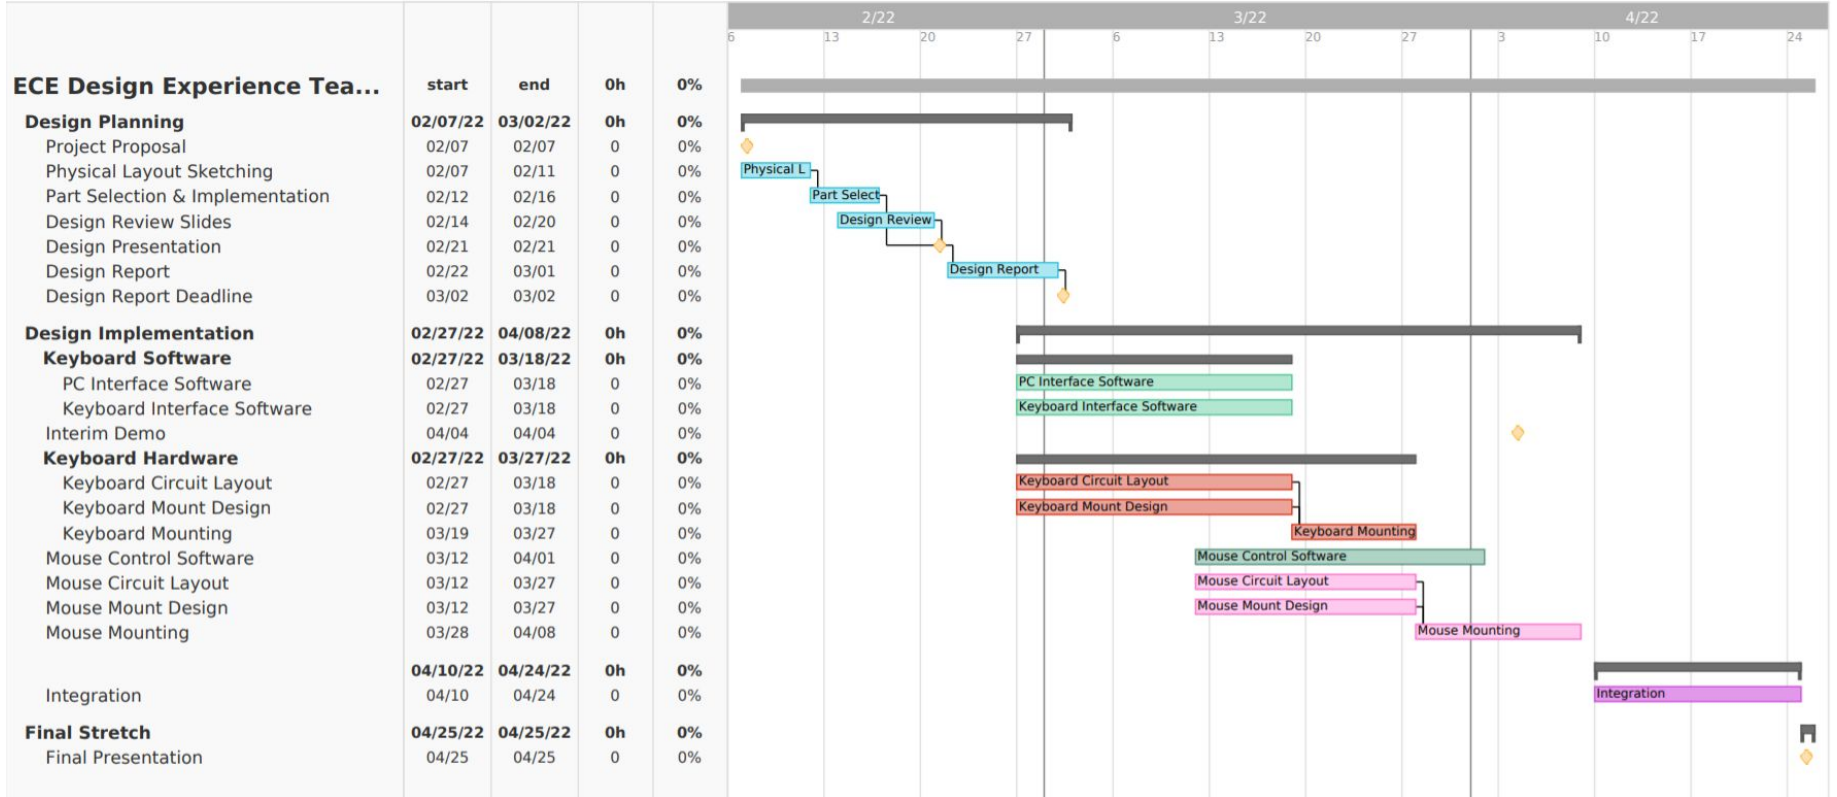 2/22 3/22 4/22
6 13 20 27 6 13 20 27 3 10 17 24
ECE Design Experience Tea... start end 0h 0%
Design Planning 02/07/22 03/02/22 0h 0%
Project Proposal 02/07 02/07 0 0%
Physical Layout Sketching 02/07 02/11 0 0% Physical L
Part Selection & Implementation 02/12 02/16 0 0% Part Select
Design Review Slides 02/14 02/20 0 0% Design Review
Design Presentation 02/21 02/21 0 0%
Design Report 02/22 03/01 0 0% Design Report
Design Report Deadline 03/02 03/02 0 0%
Design Implementation 02/27/22 04/08/22 0h 0%
Keyboard Software 02/27/22 03/18/22 0h 0%
PC Interface Software 02/27 03/18 0 0% PC Interface Software
Keyboard Interface Software 02/27 03/18 0 0% Keyboard Interface Software
Interim Demo 04/04 04/04 0 0%
Keyboard Hardware 02/27/22 03/27/22 0h 0%
Keyboard Circuit Layout 02/27 03/18 0 0% Keyboard Circuit Layout
Keyboard Mount Design 02/27 03/18 0 0% Keyboard Mount Design
Keyboard Mounting 03/19 03/27 0 0% Keyboard Mounting
Mouse Control Software 03/12 04/01 0 0% Mouse Control Software
Mouse Circuit Layout 03/12 03/27 0 0% Mouse Circuit Layout
Mouse Mount Design 03/12 03/27 0 0% Mouse Mount Design
Mouse Mounting 03/28 04/08 0 0% Mouse Mounting
04/10/22 04/24/22 0h 0%
Integration 04/10 04/24 0 0% Integration
Final Stretch 04/25/22 04/25/22 0h 0%
Final Presentation 04/25 04/25 0 0%